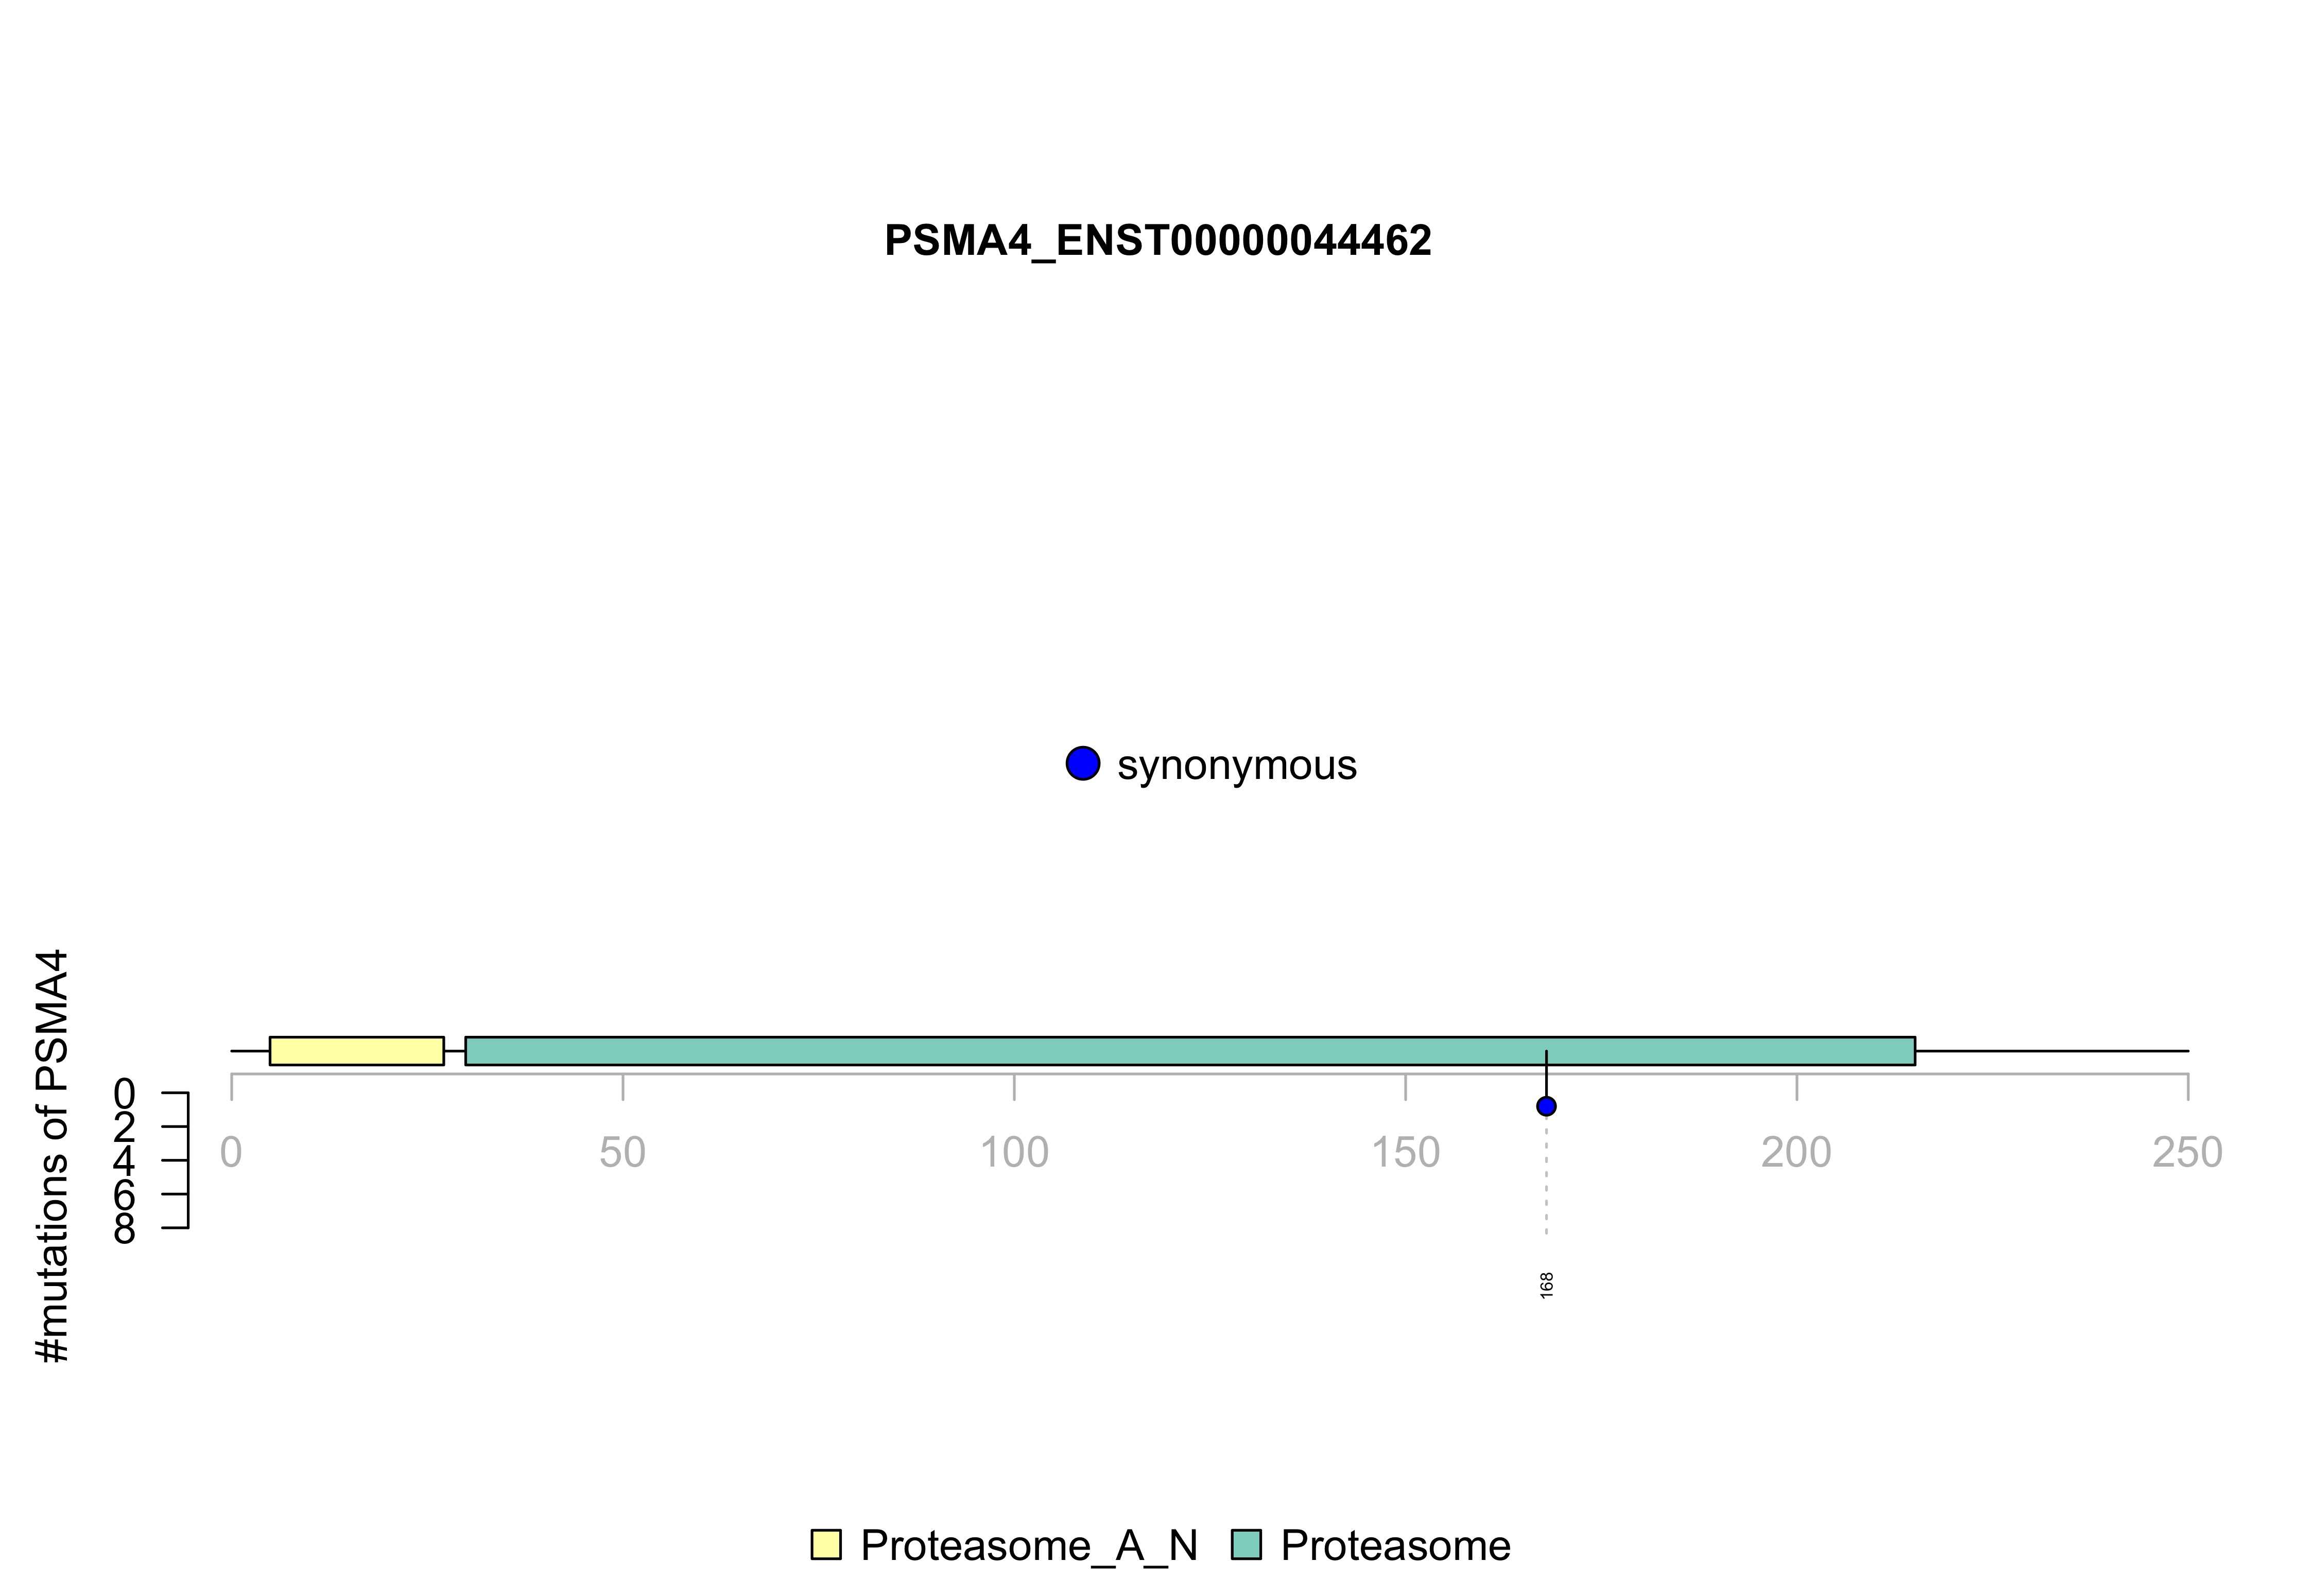 PSMA4_ENST00000044462
synonymous
#mutations of PSMA4
0
2
4
6
8
0 50 100 150 200 250
168
Proteasome_A_N Proteasome